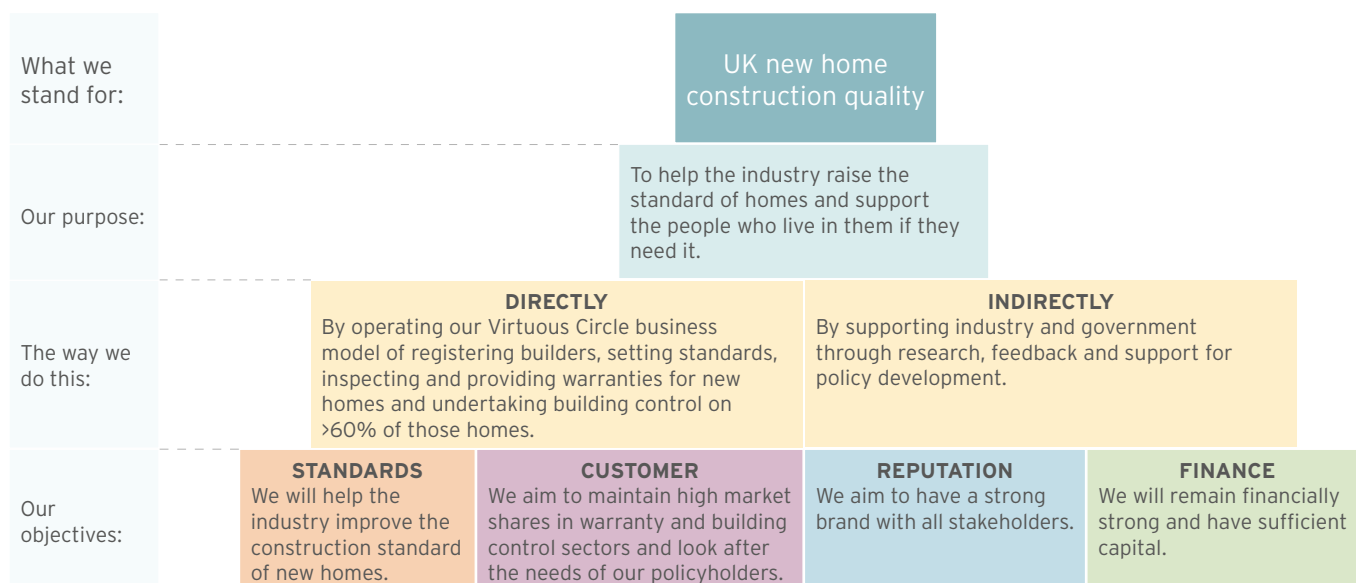 What we
stand for:
UK new home
construction quality
Our purpose:
To help the industry raise the
standard of homes and support
the people who live in them if they
need it.
The way we
do this:
DIRECTLY
By operating our Virtuous Circle business
model of registering builders, setting standards,
inspecting and providing warranties for new
homes and undertaking building control on
>60% of those homes.
INDIRECTLY
By supporting industry and government
through research, feedback and support for
policy development.
Our
objectives:
STANDARDS
We will help the
industry improve the
construction standard
of new homes.
CUSTOMER
We aim to maintain high market
shares in warranty and building
control sectors and look after
the needs of our policyholders.
REPUTATION
We aim to have a strong
brand with all stakeholders.
FINANCE
We will remain financially
strong and have sufficient
capital.